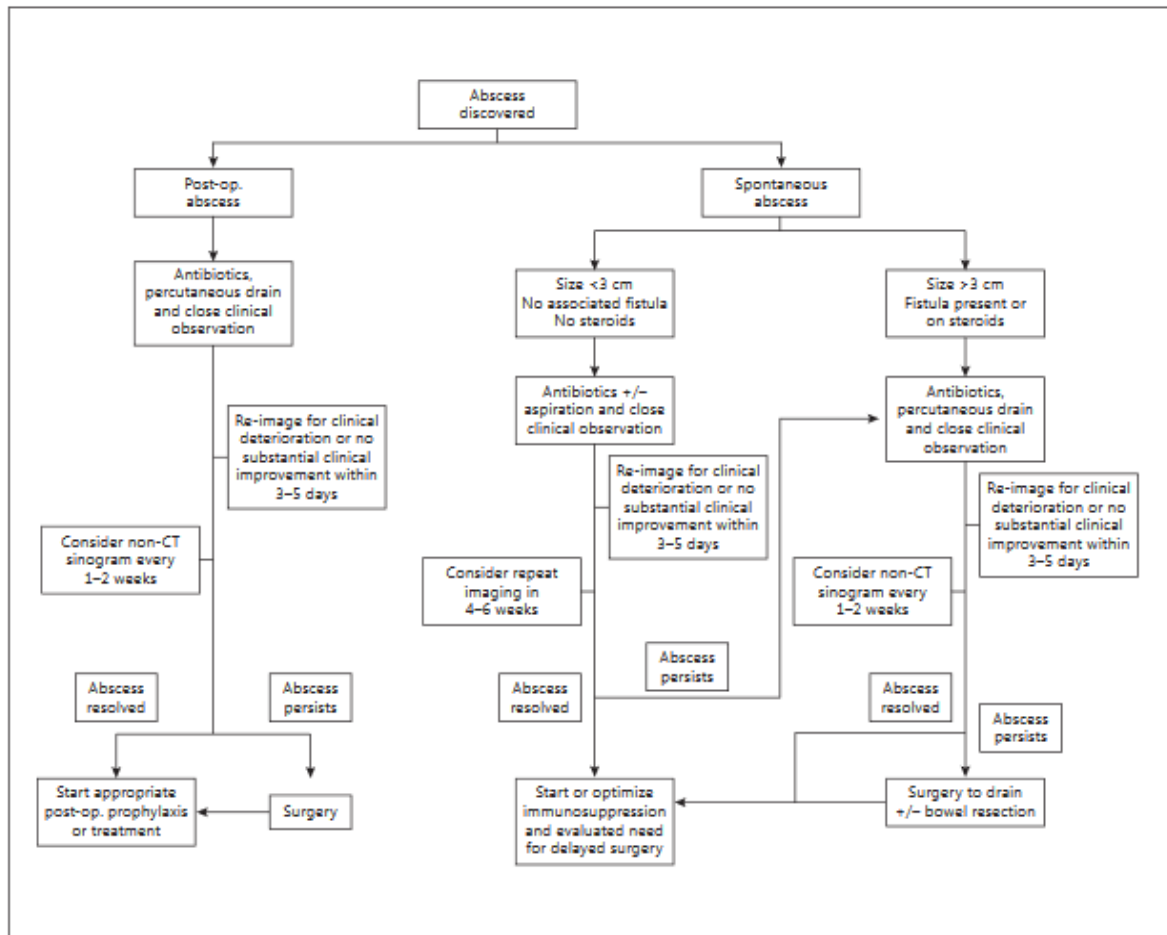 Abscess
discovered
Post-op.
abscess
Spontaneous
abscess
Antibiotics,
percutaneous drain
and close clinical
observation
Size <3 cm
No associated fistula
No steroids
Size >3 cm
Fistula present or
on steroids
Antibiotics +/–
aspiration and close
clinical observation
Antibiotics,
percutaneous drain
and close clinical
observation
Re-image for clinical
deterioration or no
substantial clinical
improvement within
3–5 days
Re-image for clinical
deterioration or no
substantial clinical
improvement within
3–5 days
Re-image for clinical
deterioration or no
substantial clinical
improvement within
3–5 days
Consider non-CT
sinogram every
1–2 weeks
Consider repeat
imaging in
4–6 weeks
Consider non-CT
sinogram every
1–2 weeks
Abscess
resolved
Abscess
persists
Abscess
resolved
Abscess
persists
Abscess
resolved
Abscess
persists
Start appropriate
post-op. prophylaxis
or treatment
Surgery
Start or optimize
immunosuppression
and evaluated need
for delayed surgery
Surgery to drain
+/– bowel resection